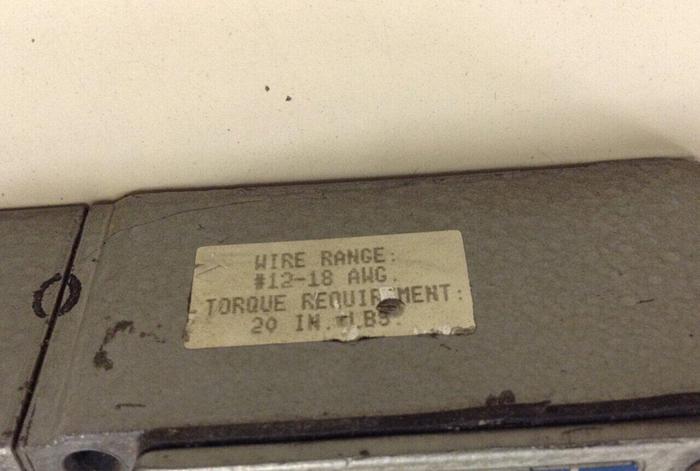 WIRE RANGE:
#12-18 AWG.
TORQUE REQUIREMENT:
20 IN.-LBS.